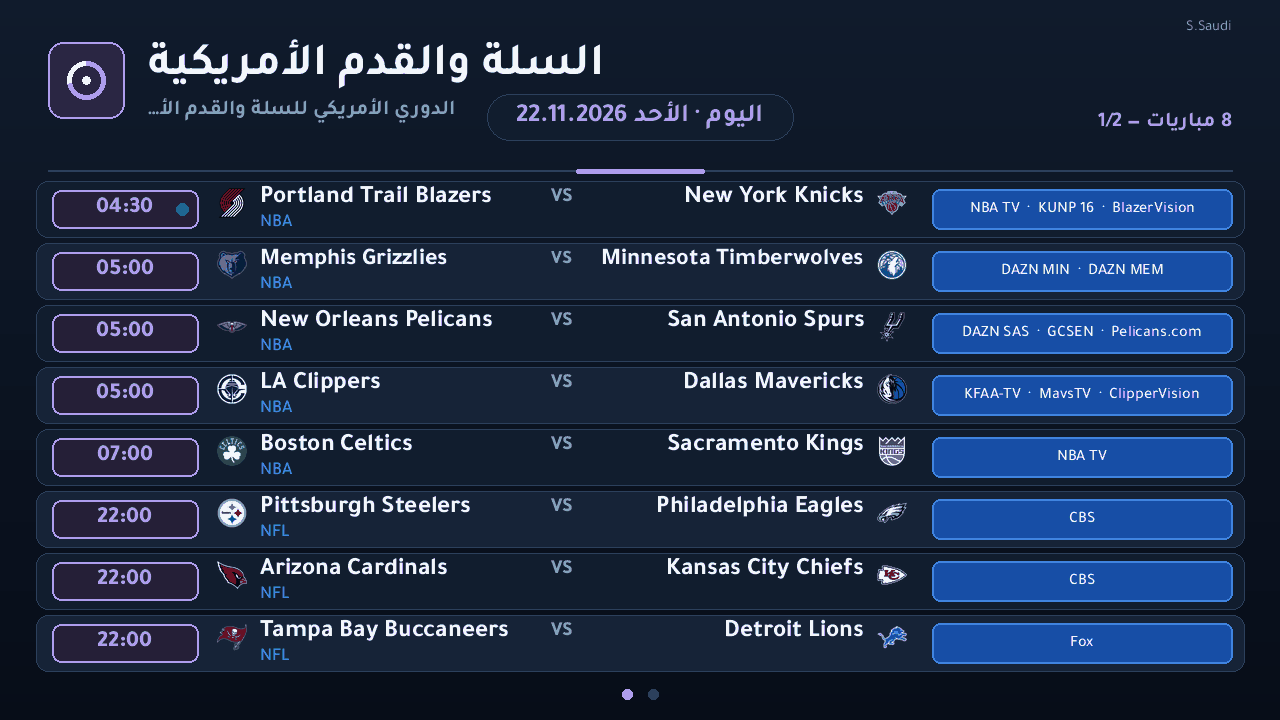 S.Saudi
السلة والقدم الأمريكية
الدوري الأمريكي للسلة والقدم الأ...
اليوم · الأحد 22.11.2026
8 مباريات – 1/2
04:30 Portland Trail Blazers VS New York Knicks NBA TV · KUNP 16 · BlazerVision
NBA
05:00 Memphis Grizzlies VS Minnesota Timberwolves DAZN MIN · DAZN MEM
NBA
05:00 New Orleans Pelicans VS San Antonio Spurs DAZN SAS · GCSEN · Pelicans.com
NBA
05:00 LA Clippers VS Dallas Mavericks KFAA-TV · MavsTV · ClipperVision
NBA
07:00 Boston Celtics VS Sacramento Kings NBA TV
NBA
22:00 Pittsburgh Steelers VS Philadelphia Eagles CBS
NFL
22:00 Arizona Cardinals VS Kansas City Chiefs CBS
NFL
22:00 Tampa Bay Buccaneers VS Detroit Lions Fox
NFL